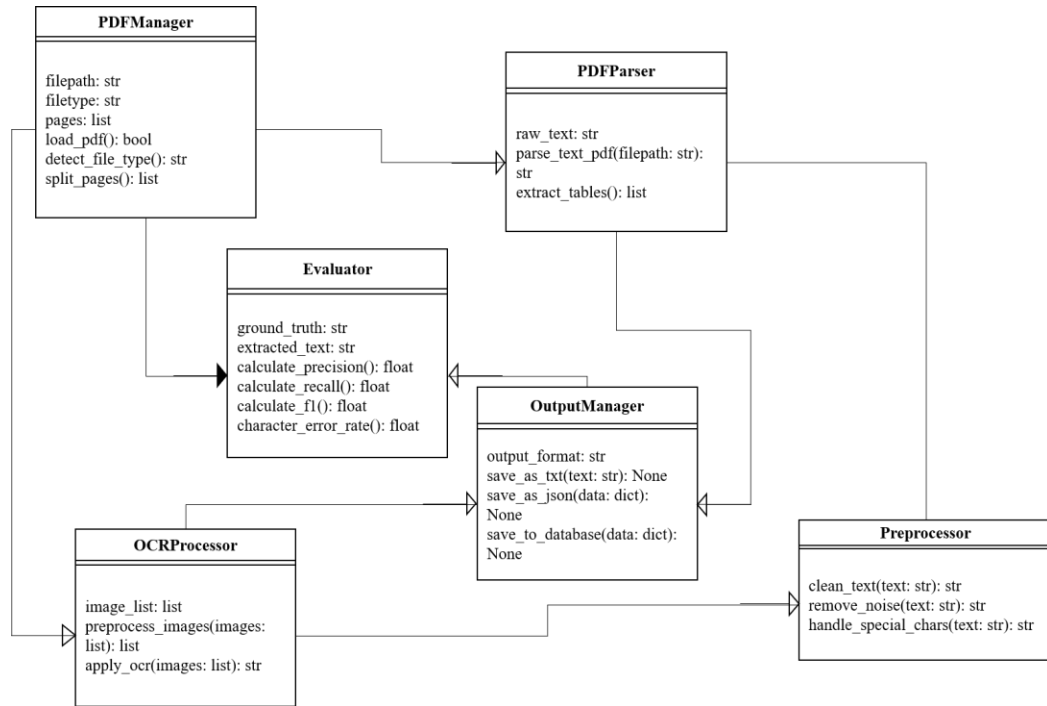 PDFManager
filepath: str
filetype: str
pages: list
load_pdf(): bool
detect_file_type(): str
split_pages(): list
PDFParser
raw_text: str
parse_text_pdf(filepath: str):
str
extract_tables(): list
Evaluator
ground_truth: str
extracted_text: str
calculate_precision(): float
calculate_recall(): float
calculate_f1(): float
character_error_rate(): float
OutputManager
output_format: str
save_as_txt(text: str): None
save_as_json(data: dict):
None
save_to_database(data: dict):
None
OCRProcessor
image_list: list
preprocess_images(images:
list): list
apply_ocr(images: list): str
Preprocessor
clean_text(text: str): str
remove_noise(text: str): str
handle_special_chars(text: str): str